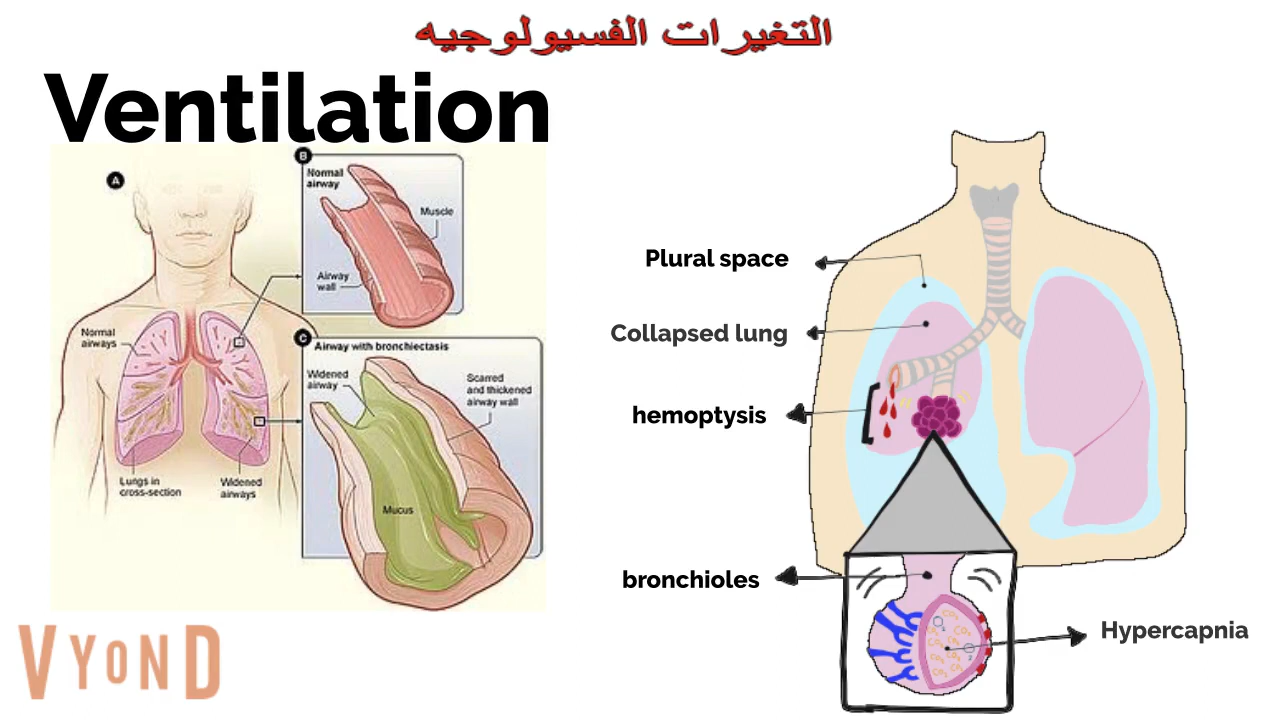 التغيرات الفسيولوجيه
Ventilation
A
B
Normal
airway
Muscle
Airway
wall
Normal
airways
Lungs in
cross-section
Widened
airways
C
Airway with bronchiectasis
Widened
airway
Scarred
and thickened
airway wall
Mucus
VYOND
Plural space
Collapsed lung
hemoptysis
bronchioles
Hypercapnia